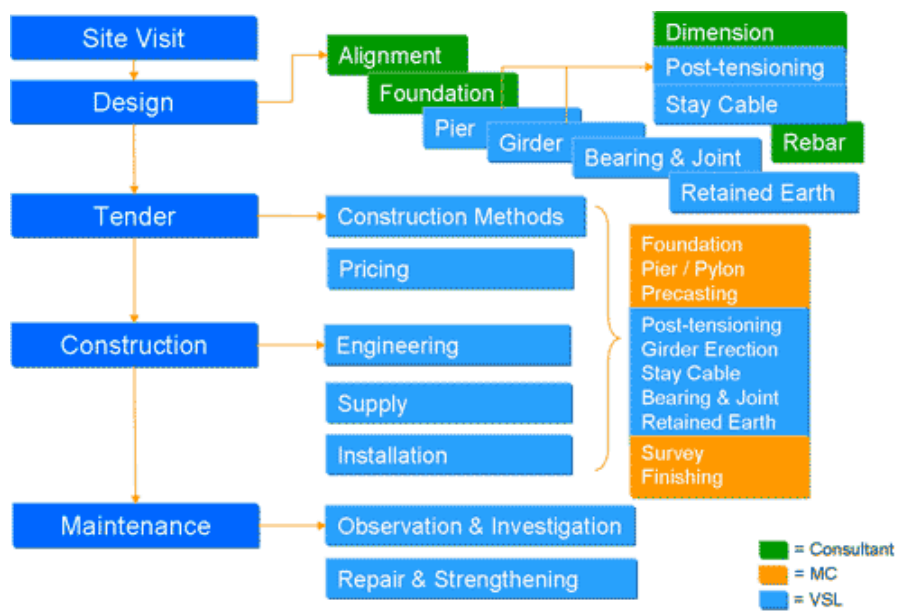 Site Visit
Design
Alignment
Foundation
Pier
Girder
Bearing & Joint
Retained Earth
Dimension
Post-tensioning
Stay Cable
Rebar
Tender
Construction Methods
Pricing
Construction
Engineering
Supply
Installation
Foundation
Pier / Pylon
Precasting
Post-tensioning
Girder Erection
Stay Cable
Bearing & Joint
Retained Earth
Survey
Finishing
Maintenance
Observation & Investigation
Repair & Strengthening
= Consultant
= MC
= VSL